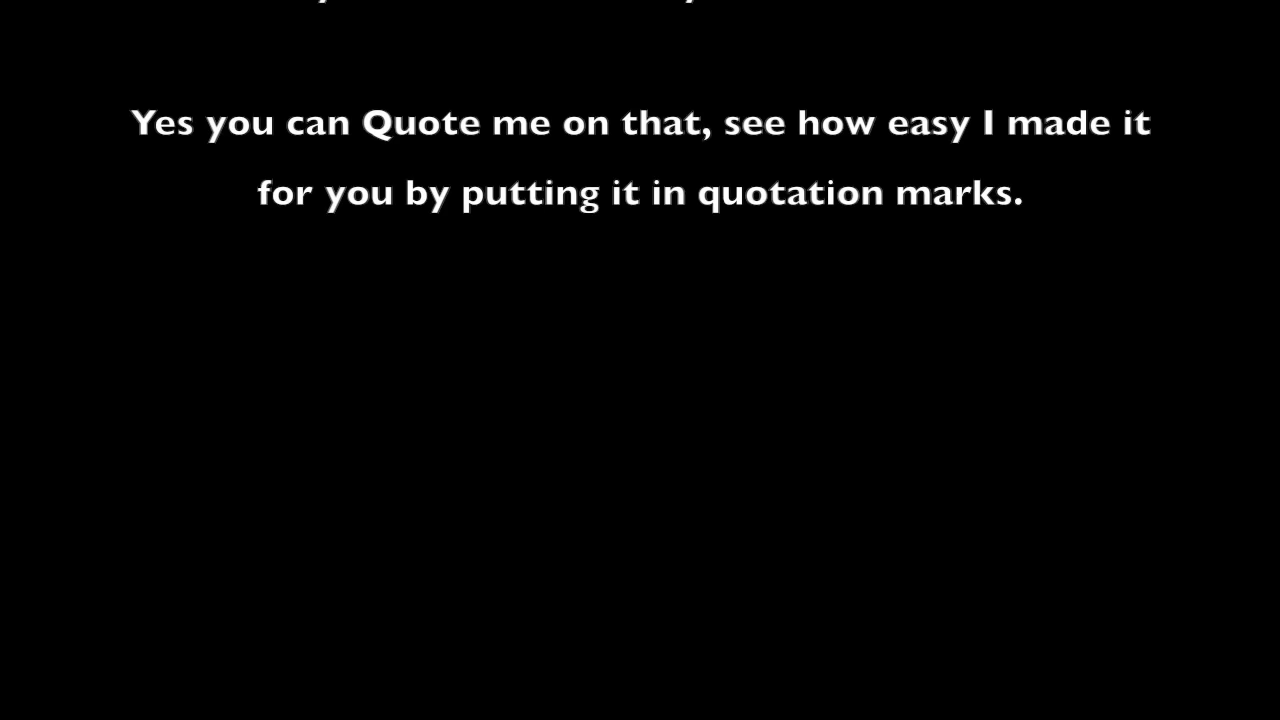 Yes you can Quote me on that, see how easy I made it
for you by putting it in quotation marks.